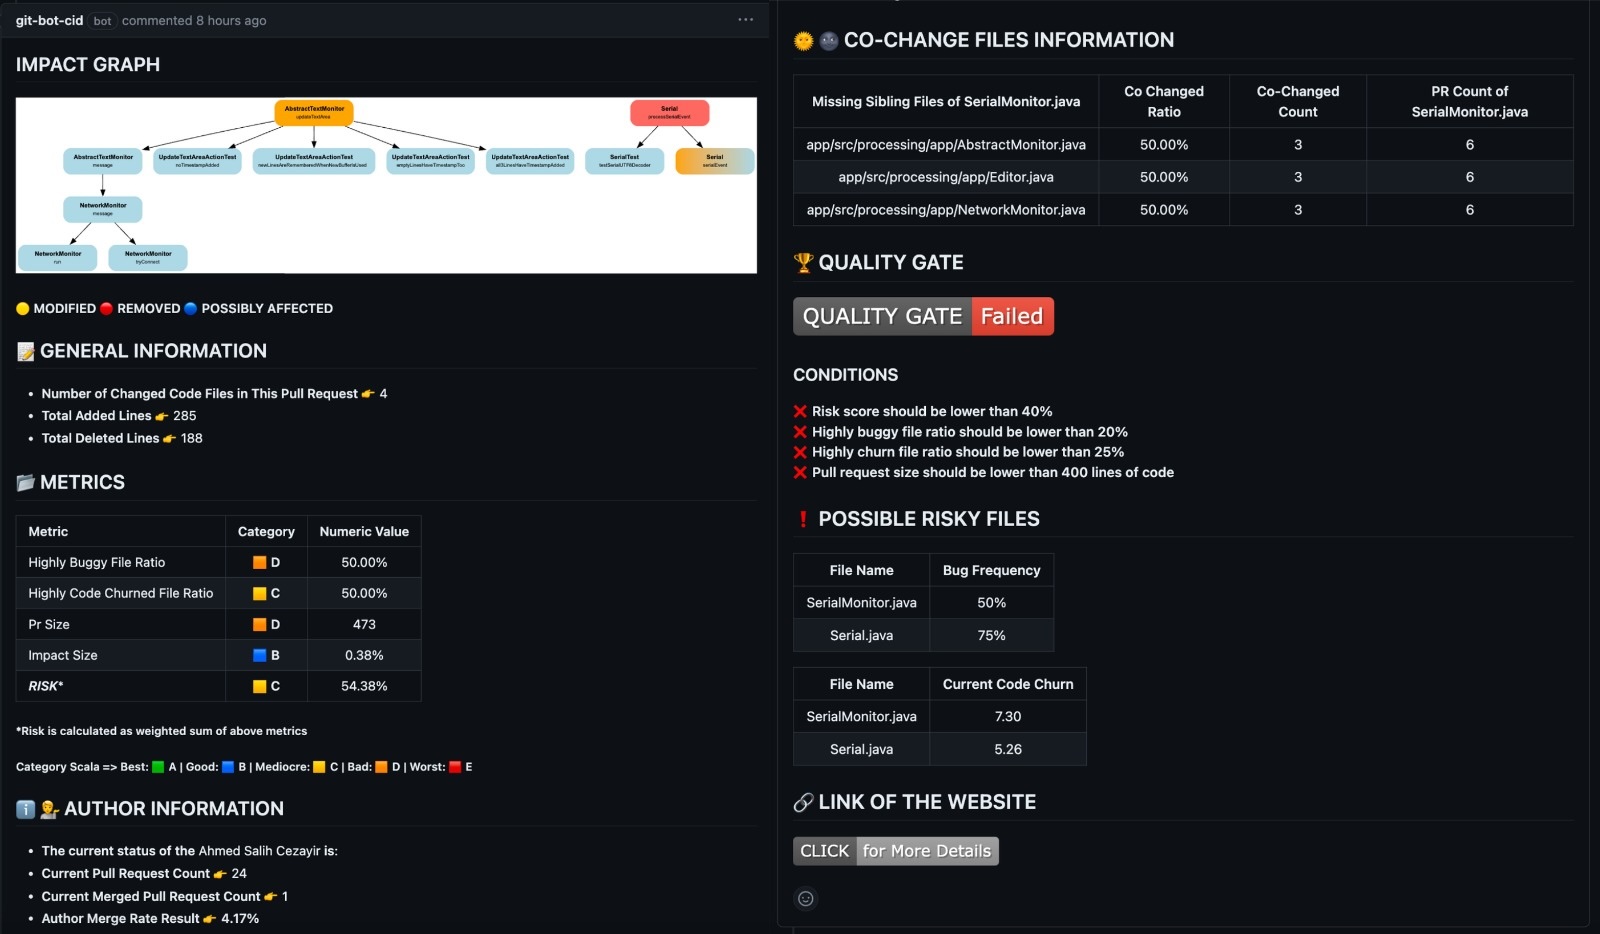 git-bot-cid bot commented 8 hours ago
IMPACT GRAPH
AbstractTextMonitor
updateTextArea
Serial
processSerialEvent
AbstractTextMonitor
message
UpdateTextAreaActionTest
noTimestampAdded
UpdateTextAreaActionTest
newLinesAreRememberedWhenNewBufferIsUsed
UpdateTextAreaActionTest
emptyLinesHaveTimestampToo
UpdateTextAreaActionTest
all3LinesHaveTimestampAdded
SerialTest
testSerialUTF8Decoder
Serial
serialEvent
NetworkMonitor
message
NetworkMonitor
run
NetworkMonitor
tryConnect
MODIFIED REMOVED POSSIBLY AFFECTED
GENERAL INFORMATION
• Number of Changed Code Files in This Pull Request 👉 4
• Total Added Lines 👉 285
• Total Deleted Lines 👉 188
METRICS
Metric Category Numeric Value
Highly Buggy File Ratio D 50.00%
Highly Code Churned File Ratio C 50.00%
Pr Size D 473
Impact Size B 0.38%
RISK* C 54.38%
*Risk is calculated as weighted sum of above metrics
Category Scala => Best: A | Good: B | Mediocre: C | Bad: D | Worst: E
AUTHOR INFORMATION
• The current status of the Ahmed Salih Cezayir is:
• Current Pull Request Count 👉 24
• Current Merged Pull Request Count 👉 1
• Author Merge Rate Result 👉 4.17%
CO-CHANGE FILES INFORMATION
Missing Sibling Files of SerialMonitor.java Co Changed Ratio Co-Changed Count PR Count of SerialMonitor.java
app/src/processing/app/AbstractMonitor.java 50.00% 3 6
app/src/processing/app/Editor.java 50.00% 3 6
app/src/processing/app/NetworkMonitor.java 50.00% 3 6
QUALITY GATE
QUALITY GATE Failed
CONDITIONS
❌ Risk score should be lower than 40%
❌ Highly buggy file ratio should be lower than 20%
❌ Highly churn file ratio should be lower than 25%
❌ Pull request size should be lower than 400 lines of code
❗ POSSIBLE RISKY FILES
File Name Bug Frequency
SerialMonitor.java 50%
Serial.java 75%
File Name Current Code Churn
SerialMonitor.java 7.30
Serial.java 5.26
LINK OF THE WEBSITE
CLICK for More Details